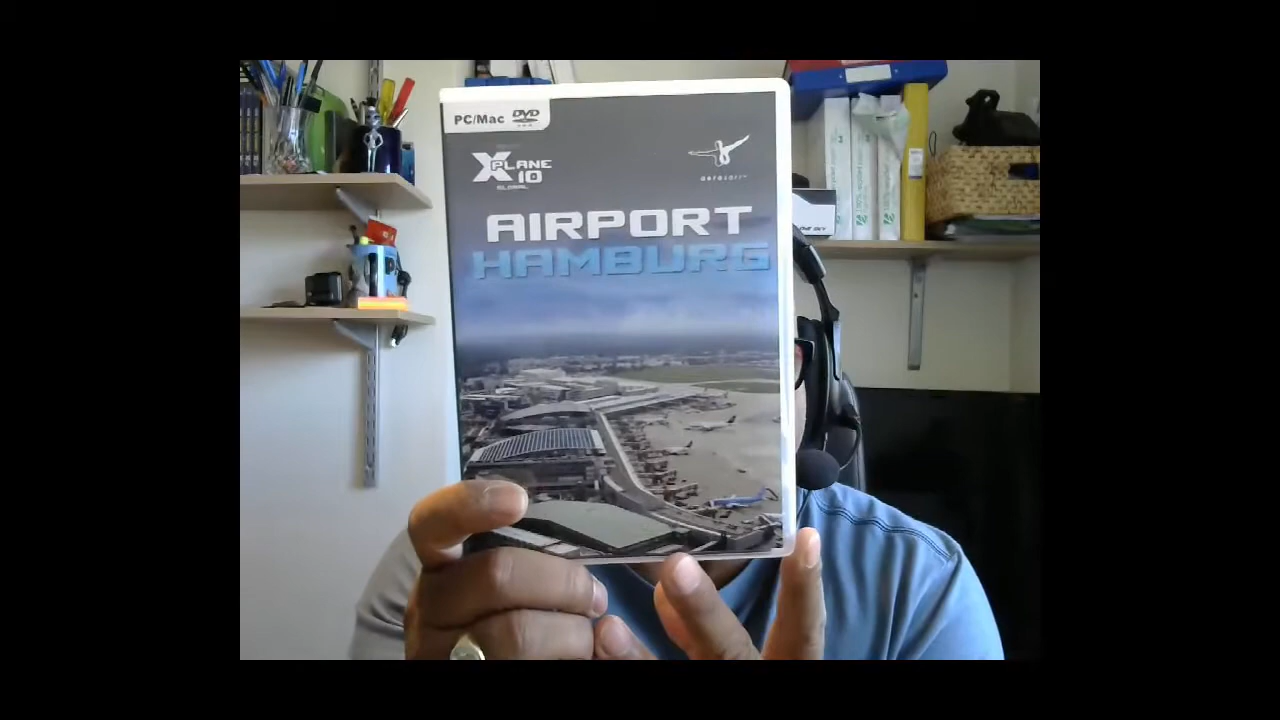 PC/Mac DVD
X PLANE
10
GLOBAL
aerosoft
AIRPORT
HAMBURG